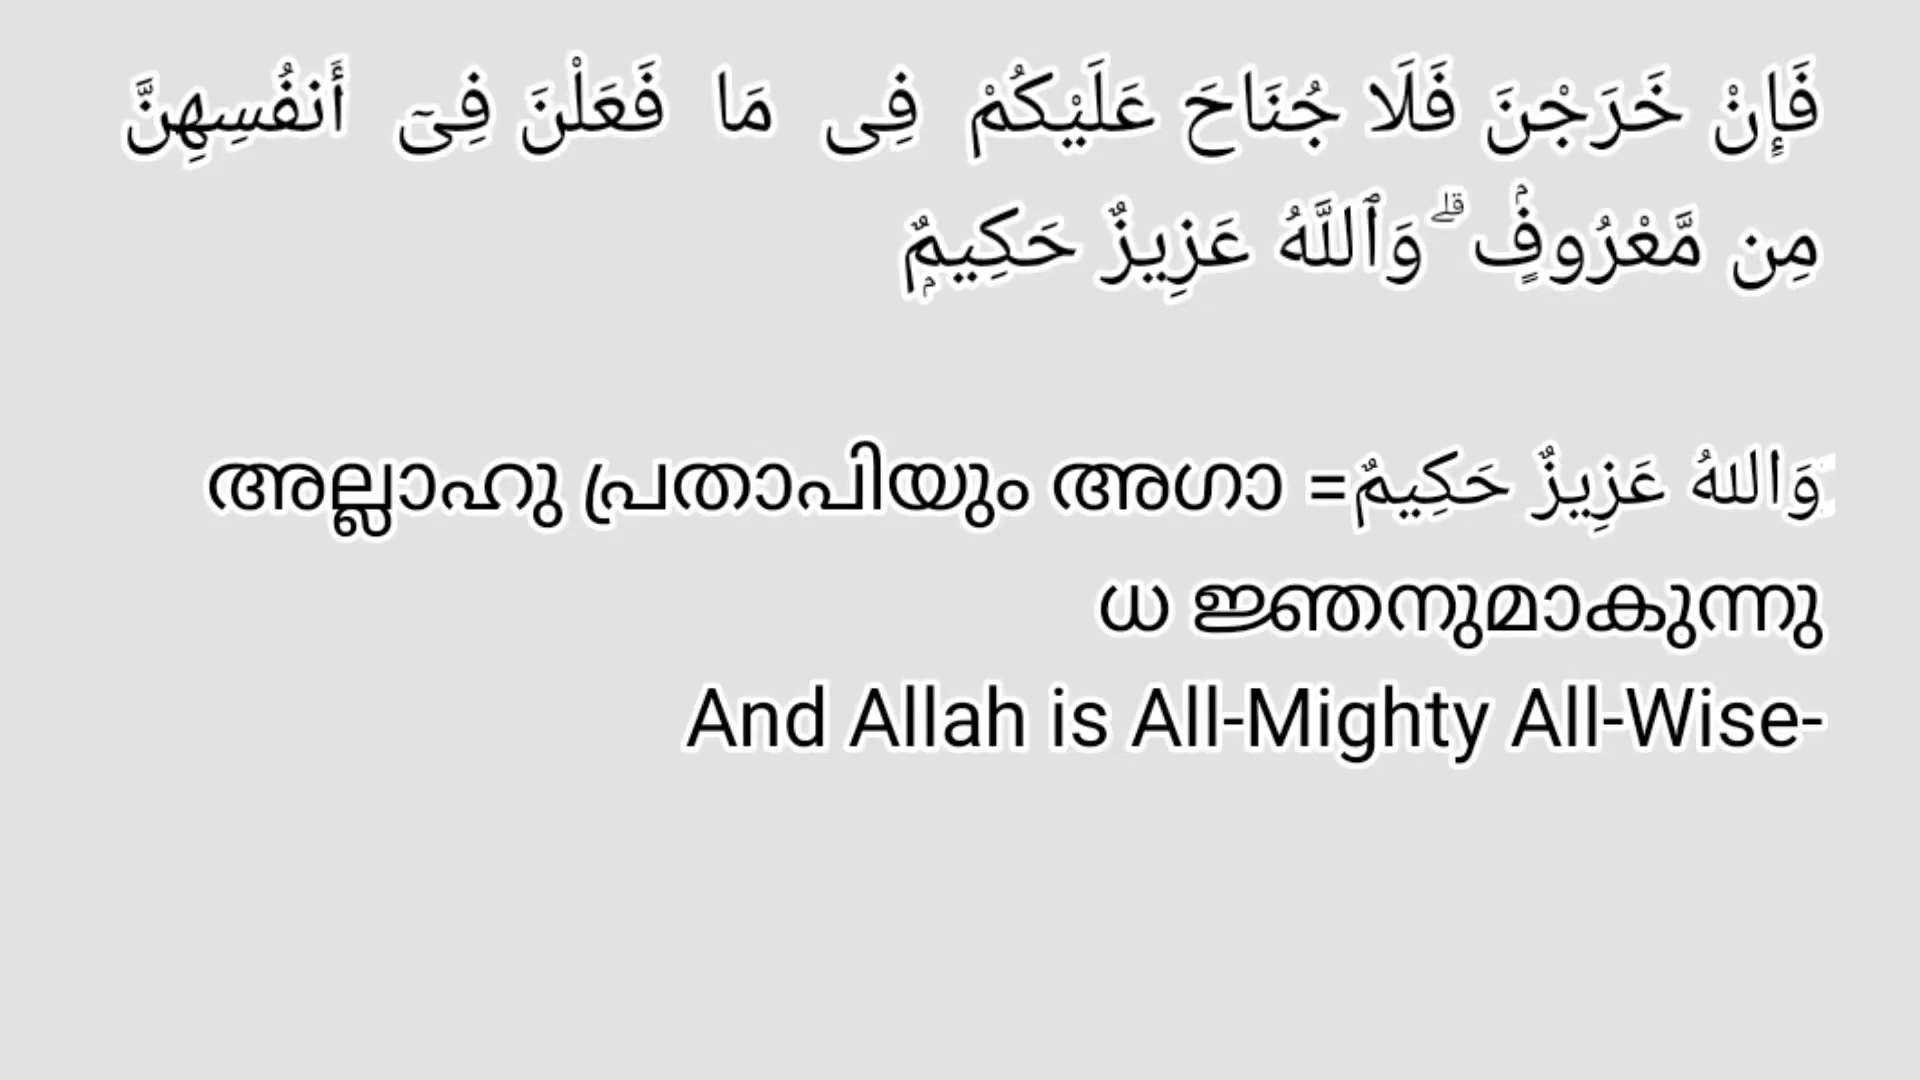 فَإِنْ خَرَجْنَ فَلَا جُنَاحَ عَلَيْكُمْ فِى مَا فَعَلْنَ فِىٓ أَنفُسِهِنَّ
مِن مَّعْرُوفٍۢ ۗ وَٱللَّهُ عَزِيزٌ حَكِيمٌۭ
وَاللهُ عَزِيزٌ حَكِيمٌ= അല്ലാഹു പ്രതാപിയും അഗാ
ധ ജ്ഞനുമാകുന്നു
And Allah is All-Mighty All-Wise-